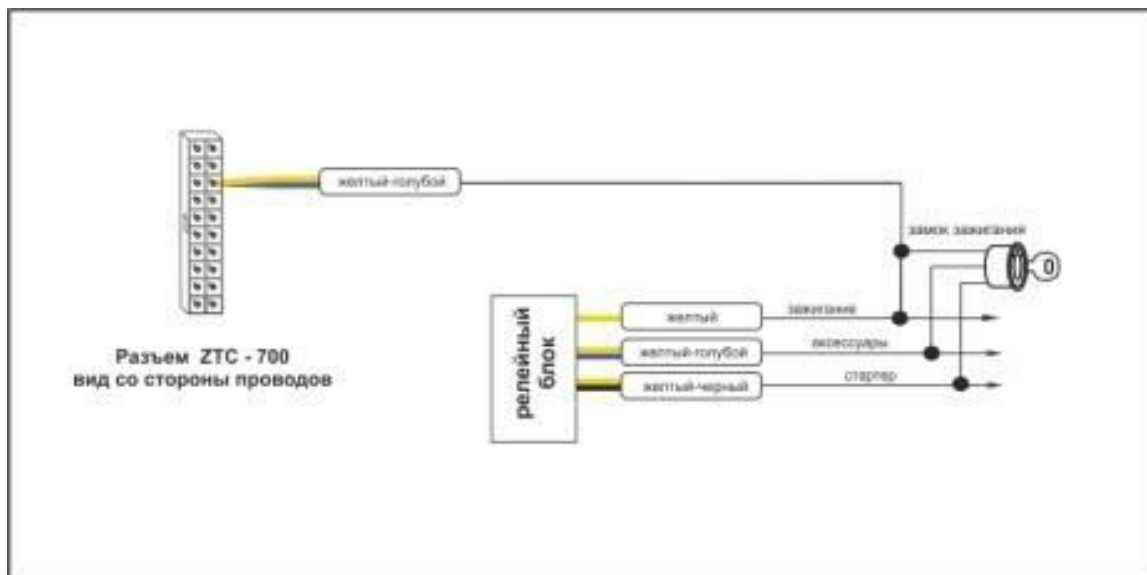 желтый-голубой
замок зажигания
Разъем ZTC - 700
вид со стороны проводов
релейный
блок
желтый
зажигание
желтый-голубой
аксессуары
желтый-черный
стартер